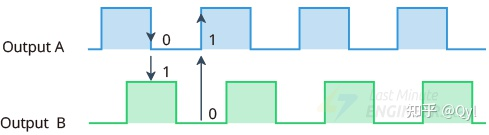 Output A
0
1
1
0
Output B
Last Minute
ENGINEERS
知乎 @Qyl